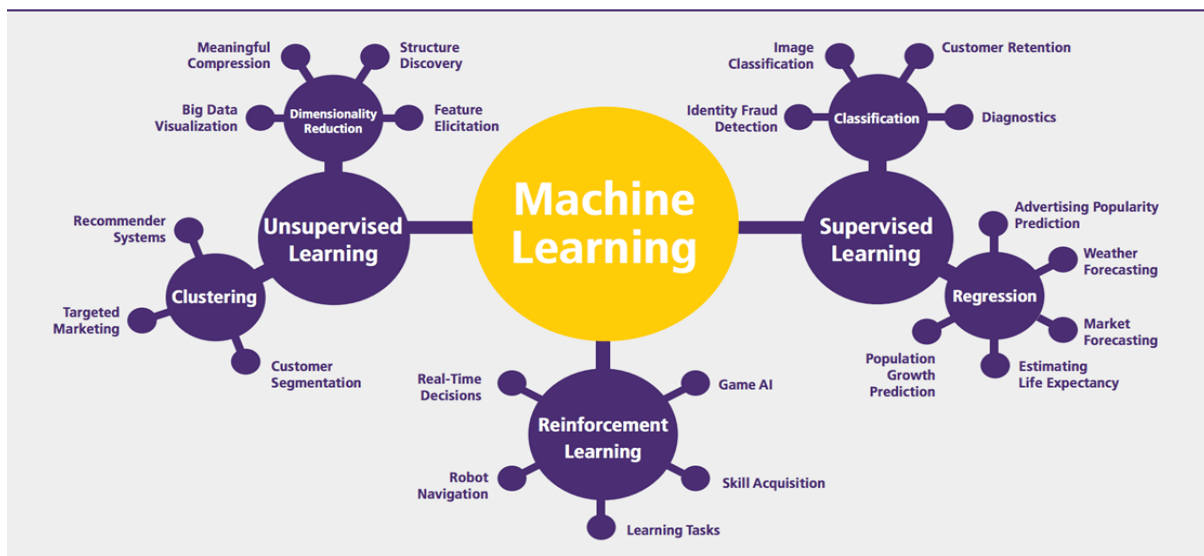 Meaningful
Compression
Structure
Discovery
Big Data
Visualization
Dimensionality
Reduction
Feature
Elicitation
Recommender
Systems
Unsupervised
Learning
Clustering
Targeted
Marketing
Customer
Segmentation
Machine
Learning
Image
Classification
Customer Retention
Identity Fraud
Detection
Classification
Diagnostics
Supervised
Learning
Advertising Popularity
Prediction
Weather
Forecasting
Regression
Market
Forecasting
Population
Growth
Prediction
Estimating
Life Expectancy
Real-Time
Decisions
Game AI
Reinforcement
Learning
Robot
Navigation
Skill Acquisition
Learning Tasks